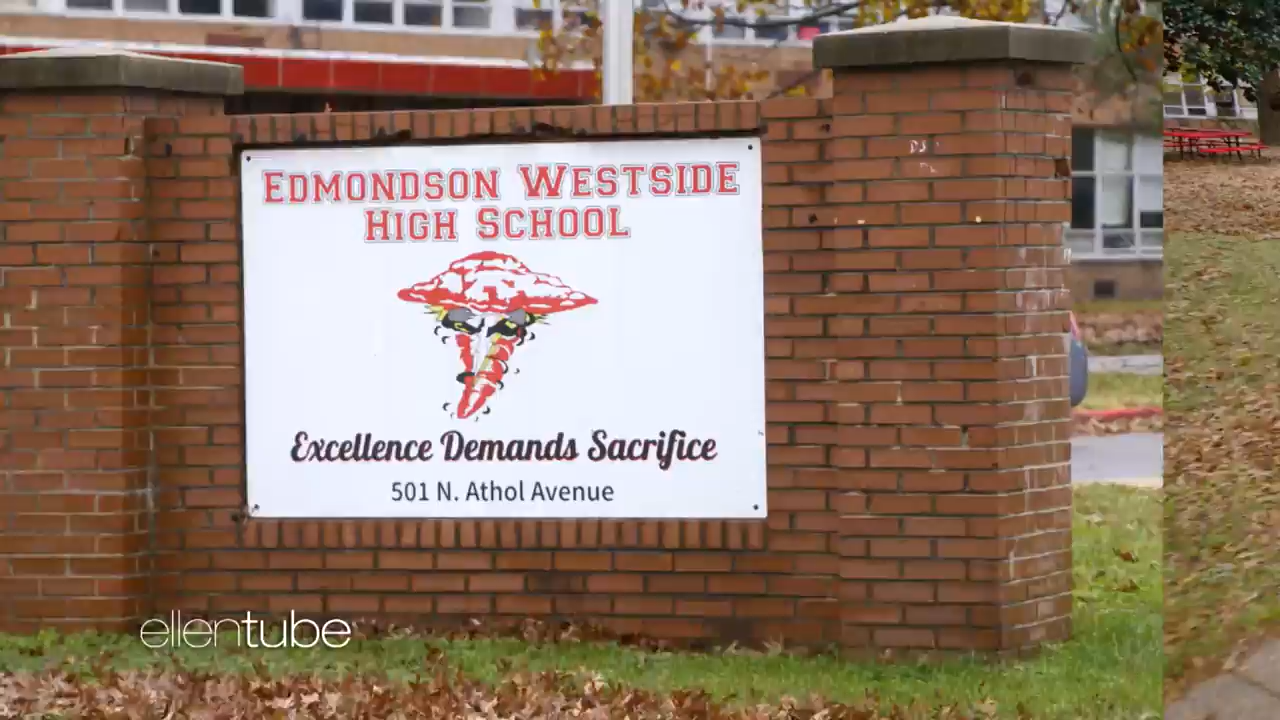 EDMONDSON WESTSIDE
HIGH SCHOOL
Excellence Demands Sacrifice
501 N. Athol Avenue
ellentube